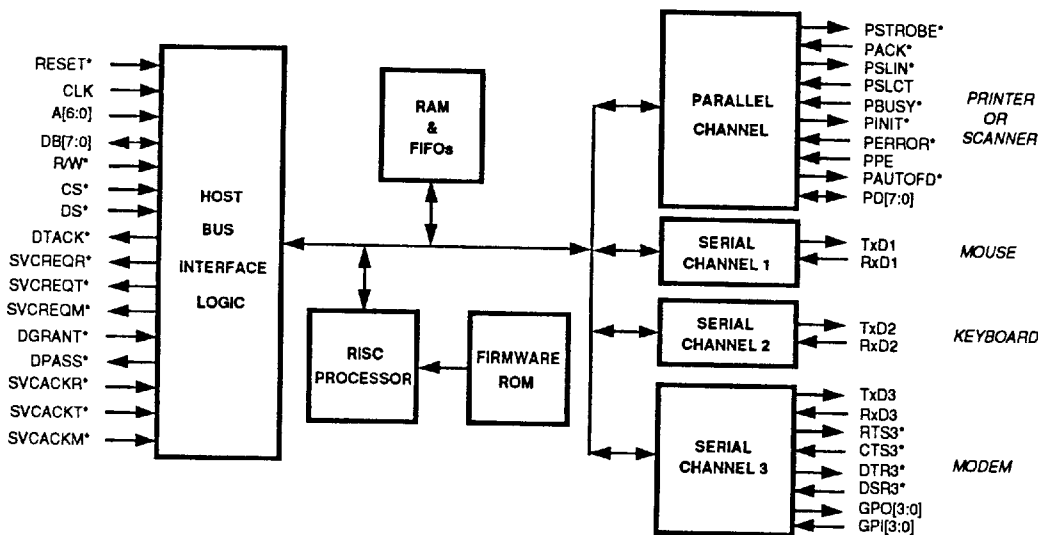 RESET*
CLK
A[6:0]
DB[7:0]
R/W*
CS*
DS*
DTACK*
SVCREQR*
SVCREQT*
SVCREQM*
DGRANT*
DPASS*
SVCACKR*
SVCACKT*
SVCACKM*
HOST
BUS
INTERFACE
LOGIC
RAM
&
FIFOs
RISC
PROCESSOR
FIRMWARE
ROM
PARALLEL
CHANNEL
PSTROBE*
PACK*
PSLIN*
PSLCT
PBUSY*
PINIT*
PERROR*
PPE
PAUTOFD*
PD[7:0]
PRINTER
OR
SCANNER
SERIAL
CHANNEL 1
TxD1
RxD1
MOUSE
SERIAL
CHANNEL 2
TxD2
RxD2
KEYBOARD
SERIAL
CHANNEL 3
TxD3
RxD3
RTS3*
CTS3*
DTR3*
DSR3*
GPO[3:0]
GPI[3:0]
MODEM